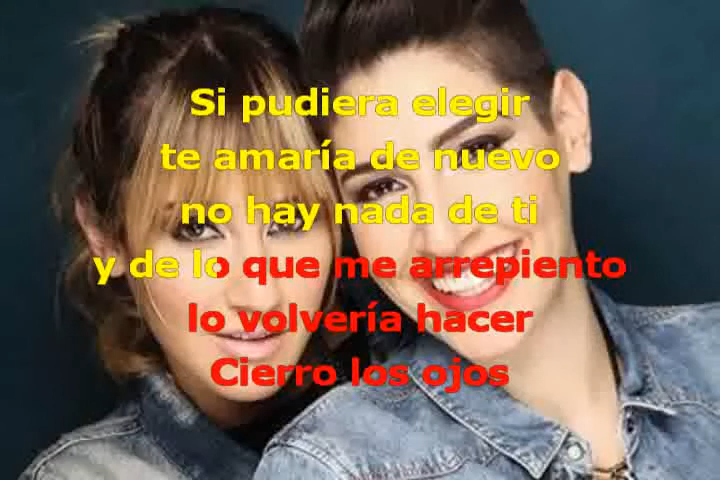 Si pudiera elegir
te amaría de nuevo
no hay nada de ti
y de lo que me arrepiento
lo volvería hacer
Cierro los ojos